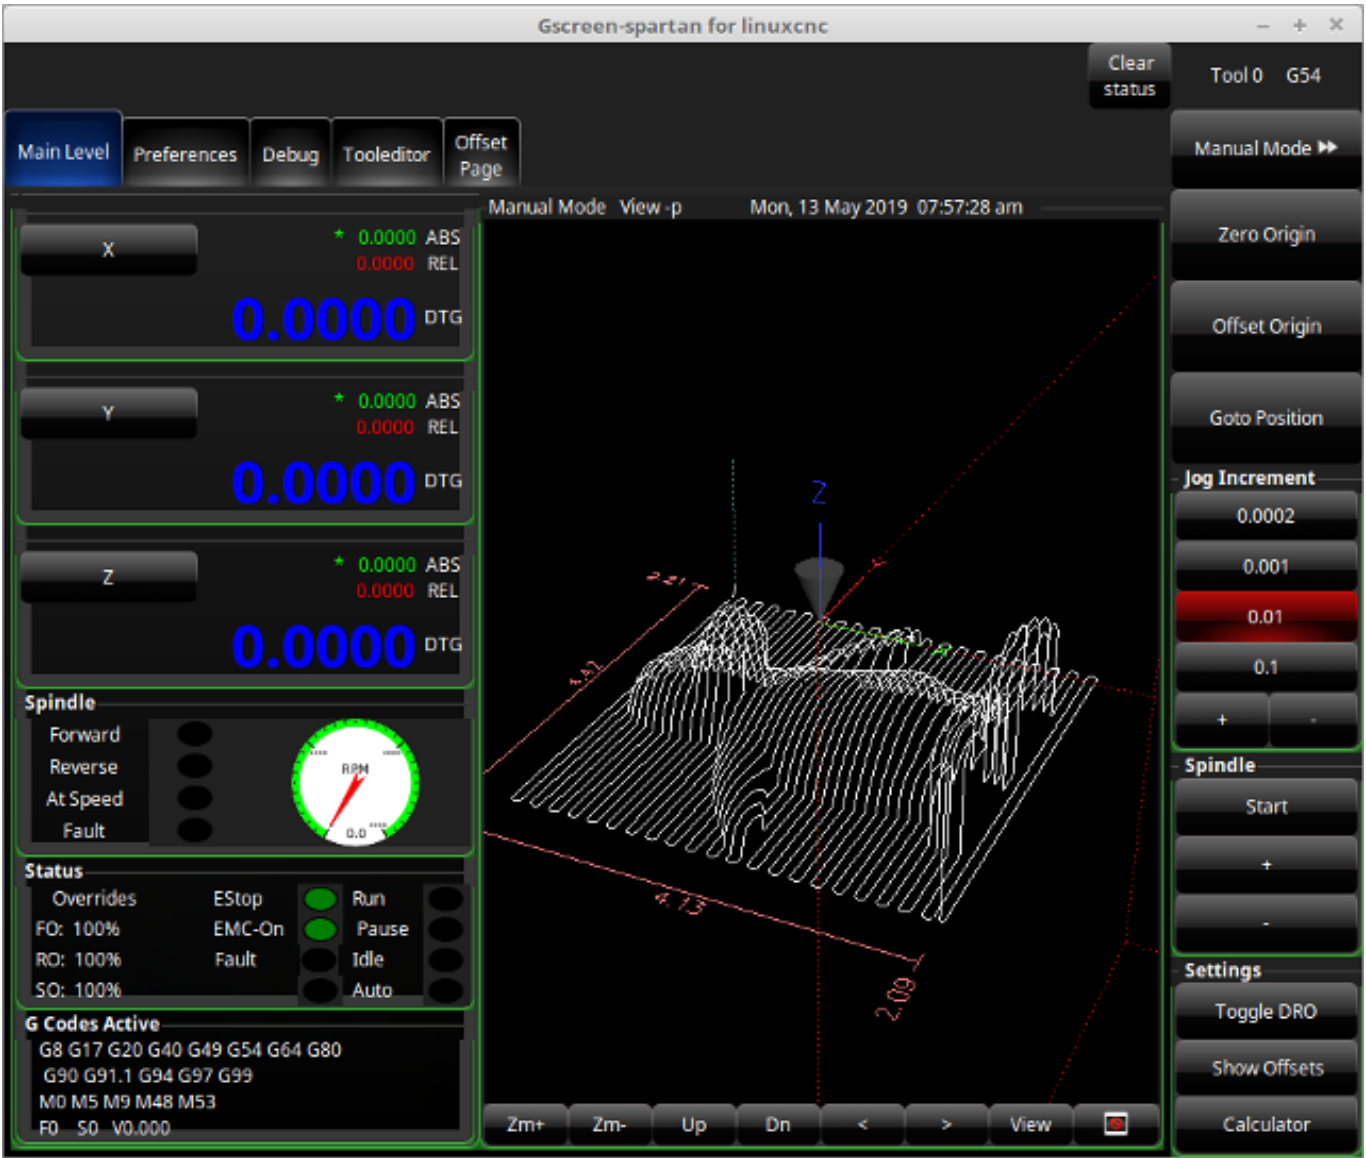 Gscreen-spartan for linuxcnc
Clear
status
Tool 0 G54
Main Level
Preferences
Debug
Tooleditor
Offset
Page
Manual Mode
Manual Mode View -p Mon, 13 May 2019 07:57:28 am
X
* 0.0000 ABS
0.0000 REL
0.0000 DTG
Y
* 0.0000 ABS
0.0000 REL
0.0000 DTG
Z
* 0.0000 ABS
0.0000 REL
0.0000 DTG
Spindle
Forward
Reverse
At Speed
Fault
RPM
0.0
Status
Overrides EStop Run
FO: 100% EMC-On Pause
RO: 100% Fault Idle
SO: 100% Auto
G Codes Active
G8 G17 G20 G40 G49 G54 G64 G80
G90 G91.1 G94 G97 G99
M0 M5 M9 M48 M53
F0 S0 V0.000
Z
4.13
2.09
Zm+ Zm- Up Dn < > View
Zero Origin
Offset Origin
Goto Position
Jog Increment
0.0002
0.001
0.01
0.1
+ -
Spindle
Start
+
-
Settings
Toggle DRO
Show Offsets
Calculator